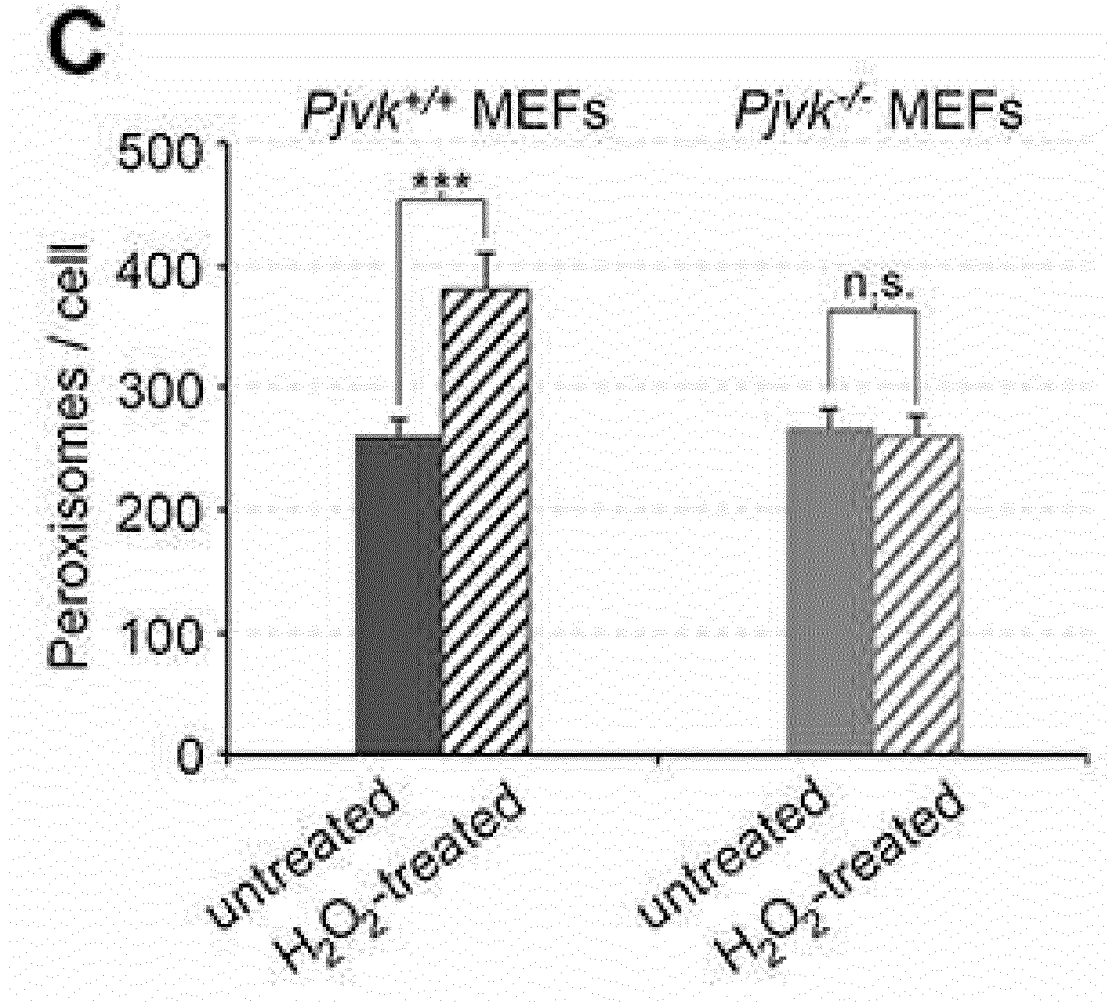 C
Pjvk+/+ MEFs
Pjvk-/- MEFs
500
400
300
200
100
0
Peroxisomes / cell
***
n.s.
untreated
H2O2-treated
untreated
H2O2-treated